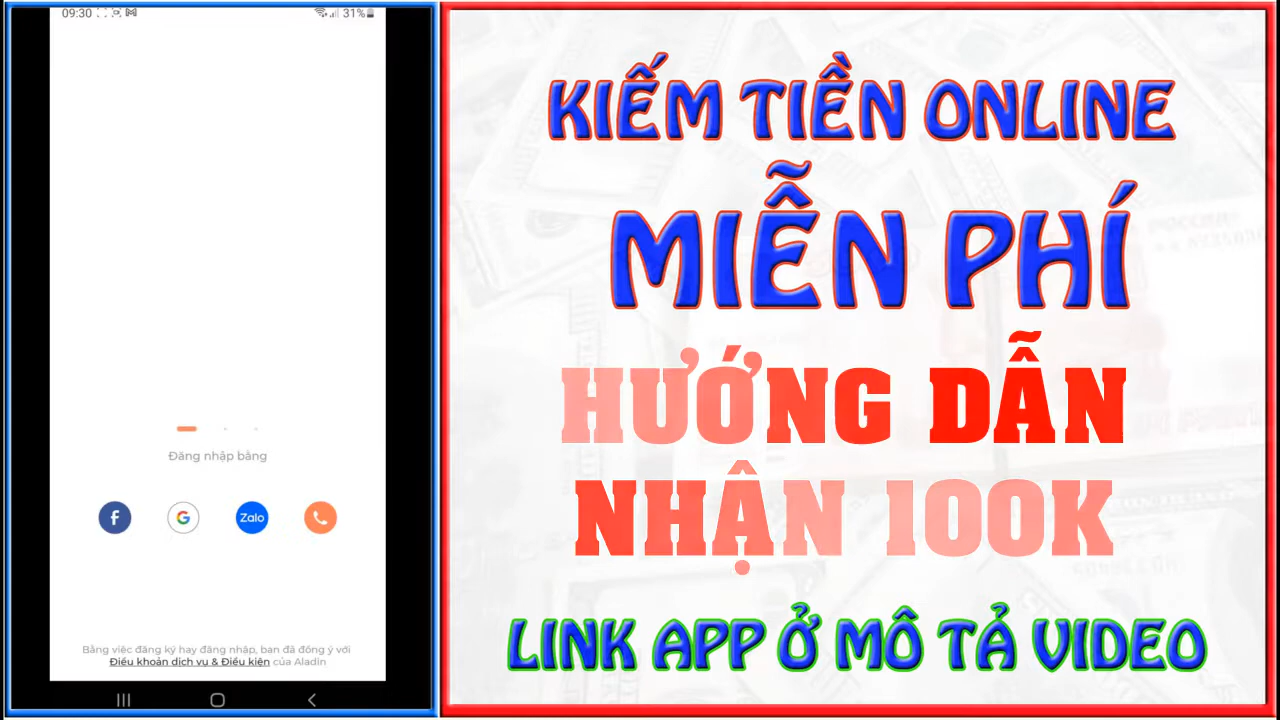 09:30
31%
Đăng nhập bằng
f
G
Zalo
Bằng việc đăng ký hay đăng nhập, bạn đã đồng ý với
Điều khoản dịch vụ & Điều kiện của Aladin
KIẾM TIỀN ONLINE
MIỄN PHÍ
HƯỚNG DẪN
NHẬN 100K
LINK APP Ở MÔ TẢ VIDEO